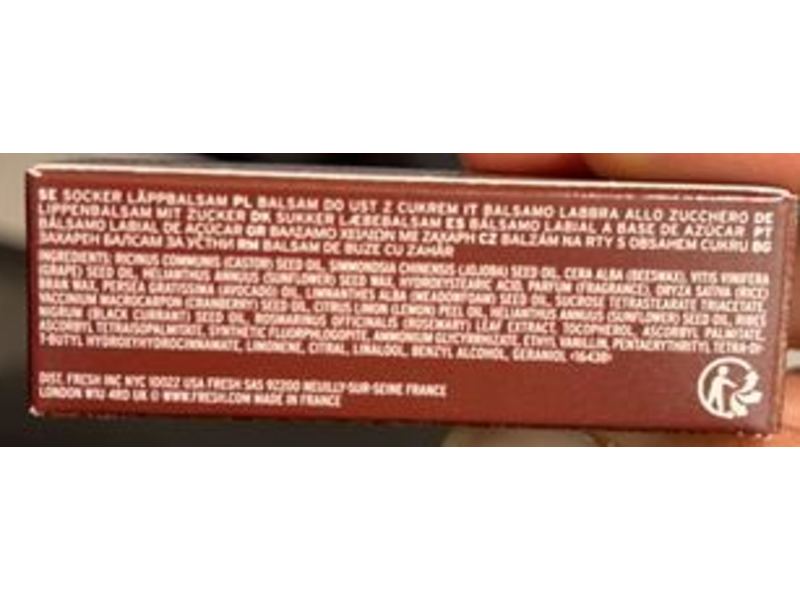 SE SOCKER LÄPPBALSAM PL BALSAM DO UST Z CUKREM IT BALSAMO LABBRA ALLO ZUCCHERO DE
LIPPENBALSAM MIT ZUCKER DK SUKKER LÆBEBALSAM ES BÁLSAMO LABIAL A BASE DE AZÚCAR PT
BÁLSAMO LABIAL DE AÇÚCAR GR ΒΑΛΣΑΜΟ ΧΕΙΛΙΩΝ ΜΕ ΖΑΧΑΡΗ CZ BALZÁM NA RTY S OBSAHEM CUKRU BG
ЗАХАРЕН БАЛСАМ ЗА УСТНИ RM BALSAM DE BUZE CU ZAHĂR
INGREDIENTS: RICINUS COMMUNIS (CASTOR) SEED OIL, SIMMONDSIA CHINENSIS (JOJOBA) SEED OIL, CERA ALBA (BEESWAX), VITIS VINIFERA
(GRAPE) SEED OIL, HELIANTHUS ANNUUS (SUNFLOWER) SEED WAX, HYDROXYSTEARIC ACID, PARFUM (FRAGRANCE), ORYZA SATIVA (RICE)
BRAN WAX, PERSEA GRATISSIMA (AVOCADO) OIL, LIMNANTHES ALBA (MEADOWFOAM) SEED OIL, SUCROSE TETRASTEARATE TRIACETATE,
VACCINIUM MACROCARPON (CRANBERRY) SEED OIL, CITRUS LIMON (LEMON) PEEL OIL, HELIANTHUS ANNUUS (SUNFLOWER) SEED OIL, RIBES
NIGRUM (BLACK CURRANT) SEED OIL, ROSMARINUS OFFICINALIS (ROSEMARY) LEAF EXTRACT, TOCOPHEROL, ASCORBYL PALMITATE,
ASCORBYL TETRAISOPALMITATE, SYNTHETIC FLUORPHLOGOPITE, AMMONIUM GLYCYRRHIZATE, ETHYL VANILLIN, PENTAERYTHRITYL TETRA-DI-
T-BUTYL HYDROXYHYDROCINNAMATE, LIMONENE, CITRAL, LINALOOL, BENZYL ALCOHOL, GERANIOL <16438>
DIST. FRESH INC NYC 10022 USA FRESH SAS 92200 NEUILLY-SUR-SEINE FRANCE
LONDON W1U 4RD UK © WWW.FRESH.COM MADE IN FRANCE